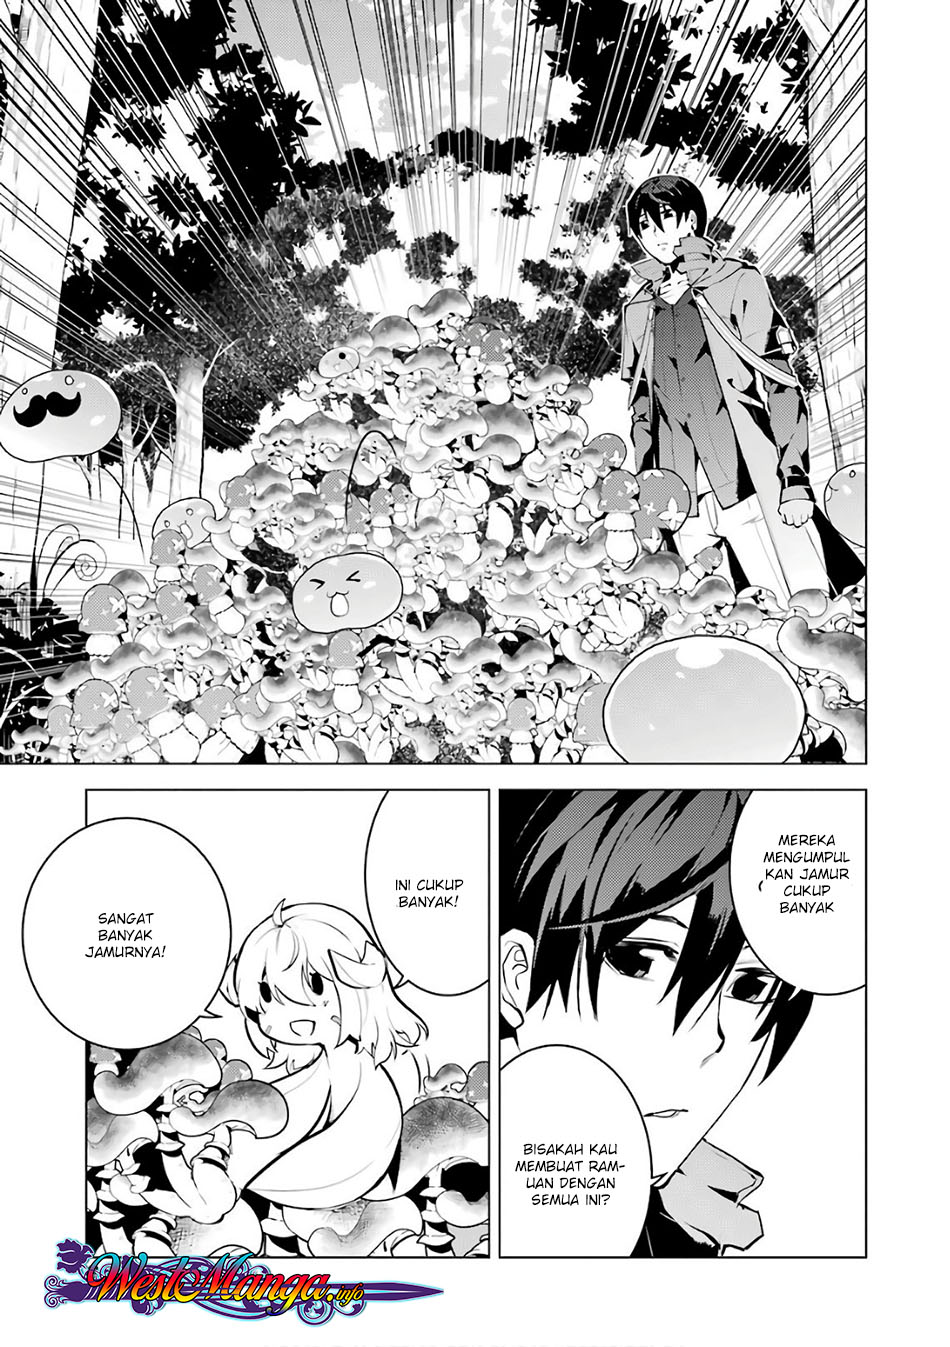 MEREKA
MENGUMPUL
KAN JAMUR
CUKUP
BANYAK
BISAKAH KAU
MEMBUAT RAM-
UAN DENGAN
SEMUA INI?
INI CUKUP
BANYAK!
SANGAT
BANYAK
JAMURNYA!
WestManga.info